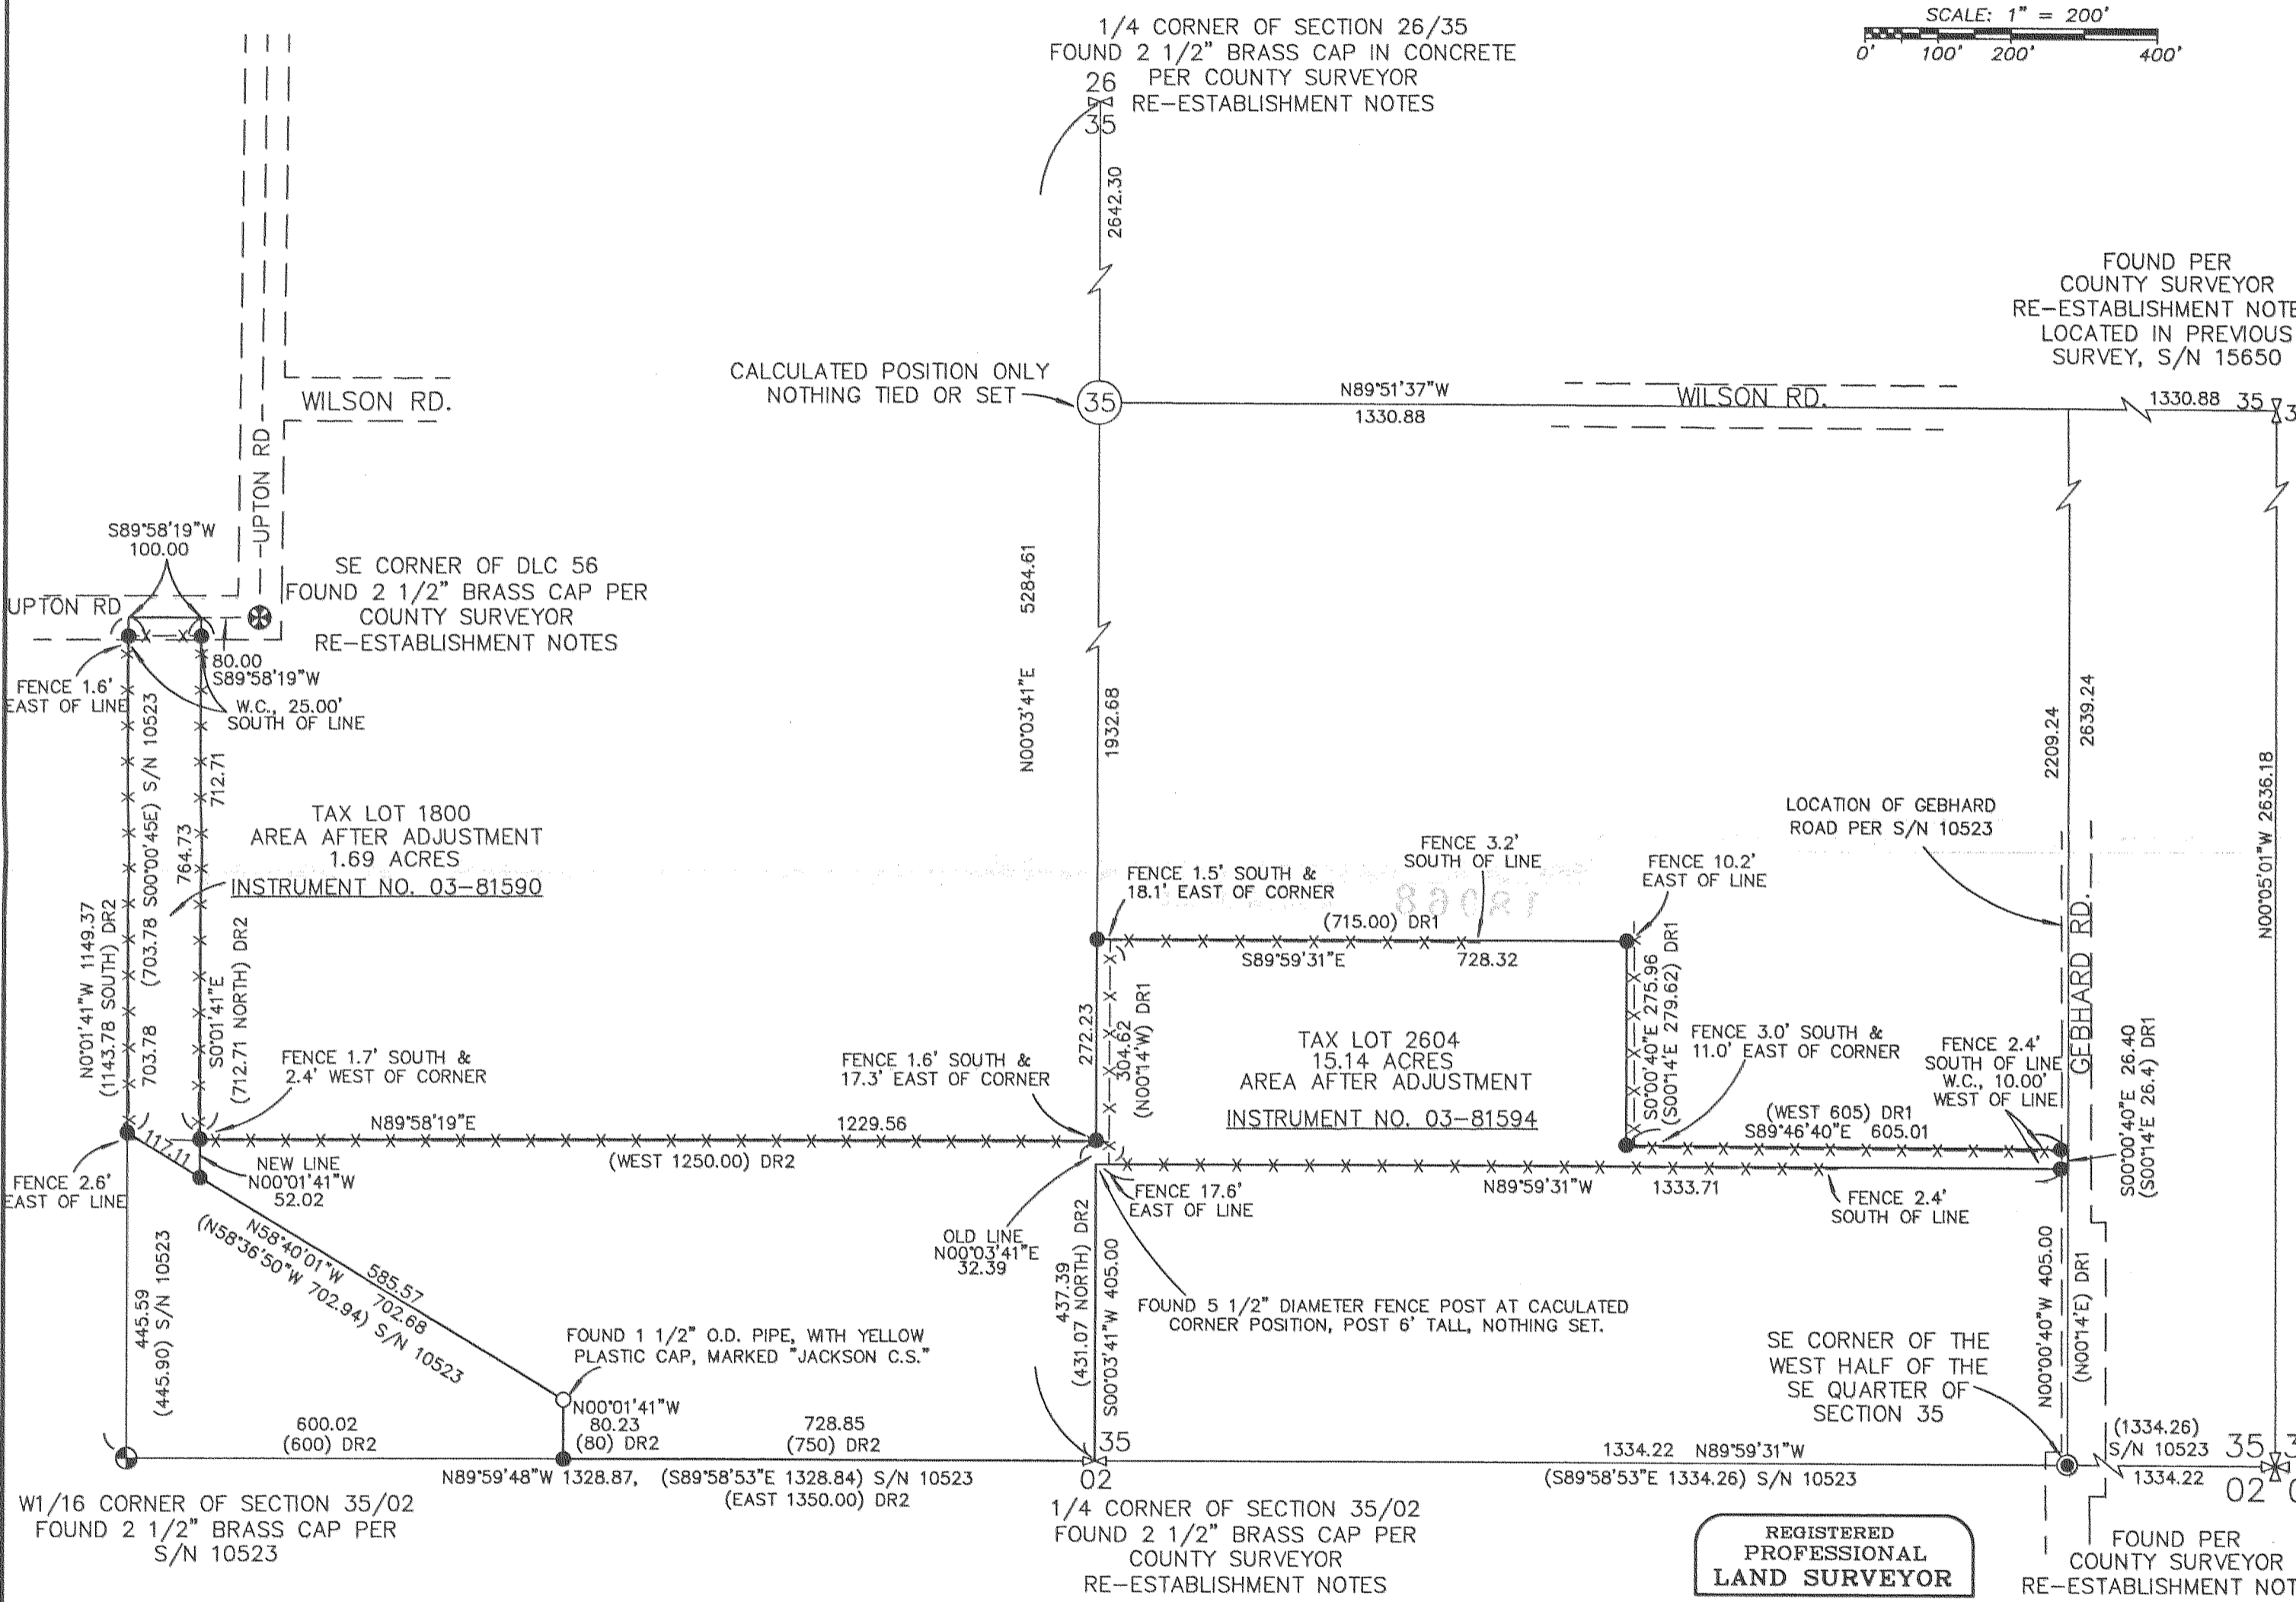 SCALE: 1" = 200'
0' 100' 200' 400'
1/4 CORNER OF SECTION 26/35
FOUND 2 1/2" BRASS CAP IN CONCRETE
PER COUNTY SURVEYOR
RE-ESTABLISHMENT NOTES
26
35
2642.30
FOUND PER
COUNTY SURVEYOR
RE-ESTABLISHMENT NOTE
LOCATED IN PREVIOUS
SURVEY, S/N 15650
CALCULATED POSITION ONLY
NOTHING TIED OR SET
35
N89°51'37"W
1330.88
WILSON RD.
1330.88
35
3
WILSON RD.
UPTON RD
S89°58'19"W
100.00
SE CORNER OF DLC 56
FOUND 2 1/2" BRASS CAP PER
COUNTY SURVEYOR
RE-ESTABLISHMENT NOTES
UPTON RD
80.00
S89°58'19"W
FENCE 1.6'
EAST OF LINE
W.C., 25.00'
SOUTH OF LINE
N00°03'41"E 5284.61
1932.68
2209.24
2639.24
N00°05'01"W 2636.18
TAX LOT 1800
AREA AFTER ADJUSTMENT
1.69 ACRES
INSTRUMENT NO. 03-81590
N0°01'41"W 1149.37
(1143.78 SOUTH) DR2
703.78
(703.78 S00°00'45E) S/N 10523
764.73
712.71
S0°01'41"E
(712.71 NORTH) DR2
LOCATION OF GEBHARD
ROAD PER S/N 10523
GEBHARD RD.
FENCE 3.2'
SOUTH OF LINE
FENCE 10.2'
EAST OF LINE
FENCE 1.5' SOUTH &
18.1' EAST OF CORNER
(715.00) DR1
S89°59'31"E 728.32
272.23
304.62
(N00°14'W) DR1
TAX LOT 2604
15.14 ACRES
AREA AFTER ADJUSTMENT
INSTRUMENT NO. 03-81594
S0°00'40"E 275.96
(S00°14'E 279.62) DR1
FENCE 3.0' SOUTH &
11.0' EAST OF CORNER
FENCE 2.4'
SOUTH OF LINE
W.C., 10.00'
WEST OF LINE
(WEST 605) DR1
S89°46'40"E 605.01
S00°00'40"E 26.40
(S00°14'E 26.4) DR1
FENCE 1.7' SOUTH &
2.4' WEST OF CORNER
FENCE 1.6' SOUTH &
17.3' EAST OF CORNER
N89°58'19"E 1229.56
(WEST 1250.00) DR2
117.11
NEW LINE
N00°01'41"W
52.02
FENCE 2.6'
EAST OF LINE
N58°40'01"W 585.57
702.68
(N58°36'50"W 702.94) S/N 10523
445.59
(445.90) S/N 10523
OLD LINE
N00°03'41"E
32.39
FENCE 17.6'
EAST OF LINE
N89°59'31"W 1333.71
FENCE 2.4'
SOUTH OF LINE
437.39
(431.07 NORTH) DR2
S00°03'41"W 405.00
FOUND 5 1/2" DIAMETER FENCE POST AT CACULATED
CORNER POSITION, POST 6' TALL, NOTHING SET.
FOUND 1 1/2" O.D. PIPE, WITH YELLOW
PLASTIC CAP, MARKED "JACKSON C.S."
N00°01'41"W
80.23
(80) DR2
600.02
(600) DR2
728.85
(750) DR2
N89°59'48"W 1328.87, (S89°58'53"E 1328.84) S/N 10523
(EAST 1350.00) DR2
SE CORNER OF THE
WEST HALF OF THE
SE QUARTER OF
SECTION 35
N00°00'40"W 405.00
(N00°14'E) DR1
35
02
1334.22 N89°59'31"W
(S89°58'53"E 1334.26) S/N 10523
(1334.26)
S/N 10523
1334.22
35
3
02
W1/16 CORNER OF SECTION 35/02
FOUND 2 1/2" BRASS CAP PER
S/N 10523
1/4 CORNER OF SECTION 35/02
FOUND 2 1/2" BRASS CAP PER
COUNTY SURVEYOR
RE-ESTABLISHMENT NOTES
REGISTERED
PROFESSIONAL
LAND SURVEYOR
FOUND PER
COUNTY SURVEYOR
RE-ESTABLISHMENT NOT